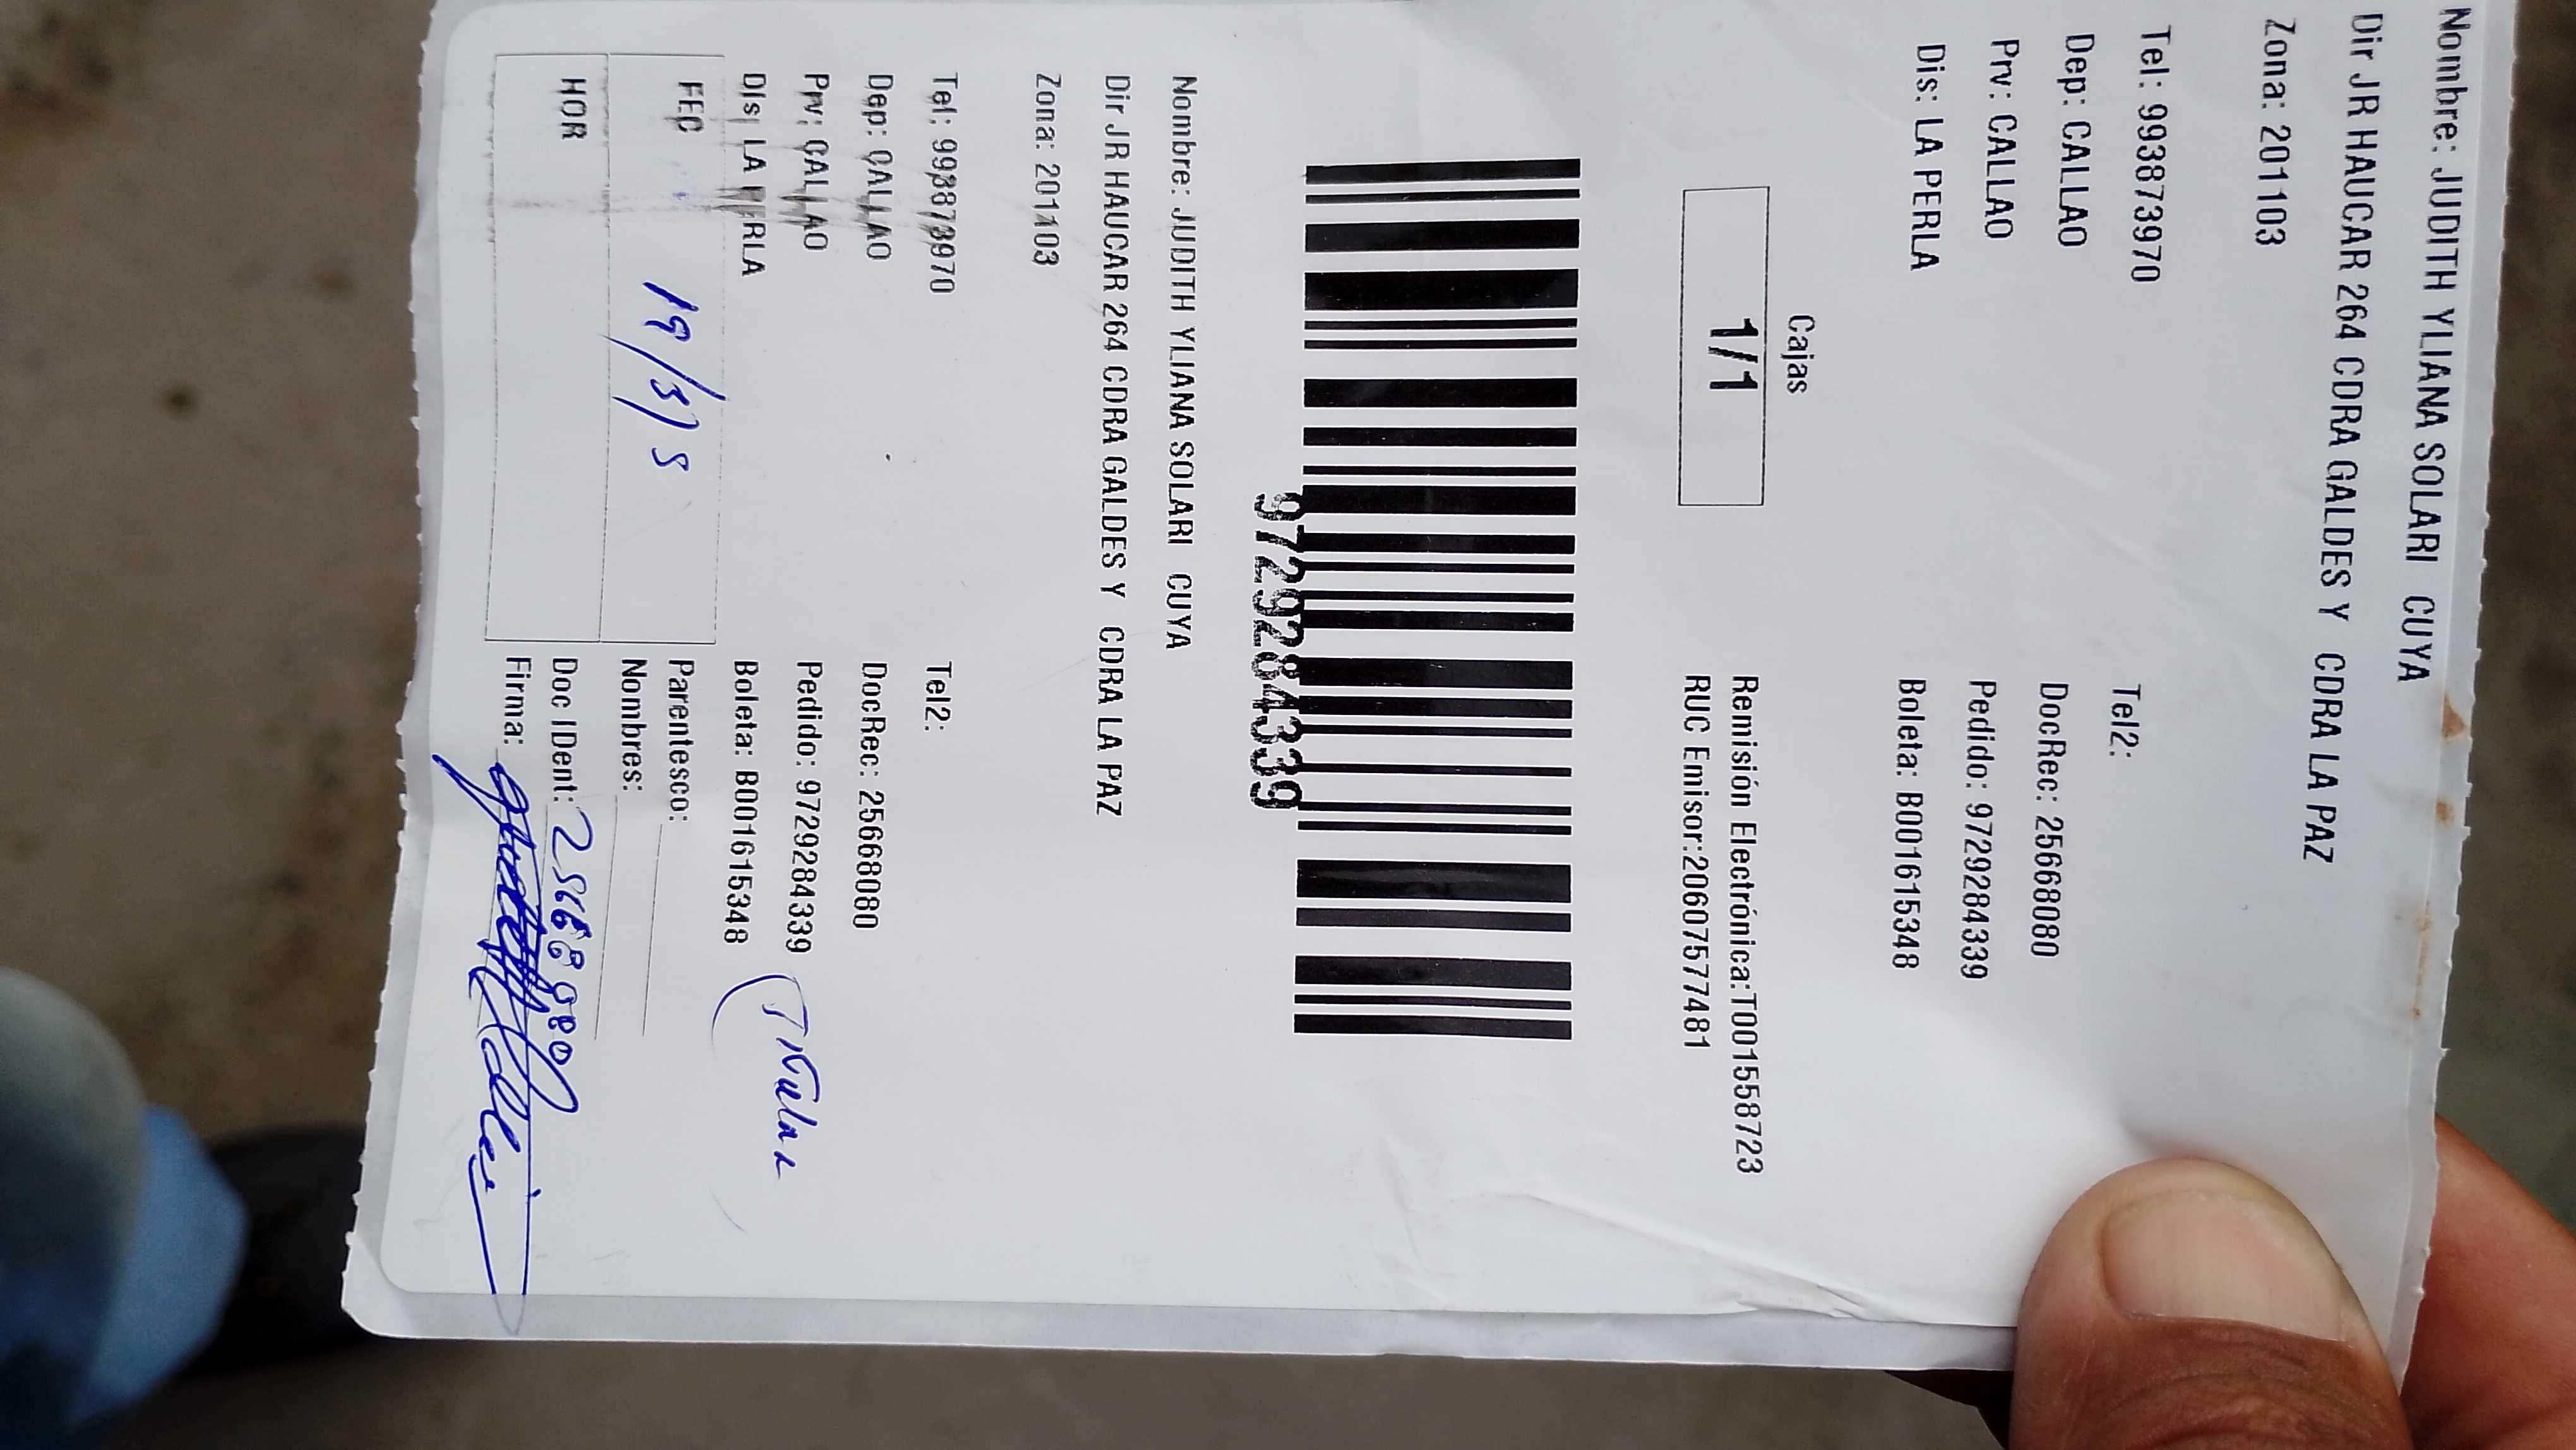 Nombre: JUDITH YLIANA SOLARI CUYA
Dir JR HAUCAR 264 CDRA GALDES Y CDRA LA PAZ
Zona: 201103
Tel: 993873970 Tel2:
Dep: CALLAO DocRec: 25668080
Prv: CALLAO Pedido: 9729284339
Dis: LA PERLA Boleta: B001615348
Cajas
1/1
Remisión Electrónica:T001558723
RUC Emisor:20607577481
9729284339
Nombre: JUDITH YLIANA SOLARI CUYA
Dir JR HAUCAR 264 CDRA GALDES Y CDRA LA PAZ
Zona: 201103
Tel: 993873970 Tel2:
Dep: CALLAO DocRec: 25668080
Prv: CALLAO Pedido: 9729284339
Dis: LA PERLA Boleta: B001615348
FEC 19/3/ Parentesco:
Nombres:
HOR Doc IDent: 25668080
Firma: